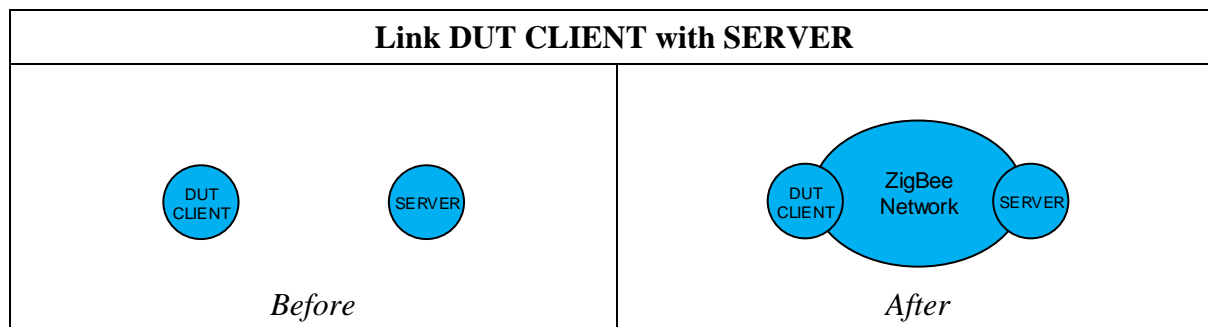 Link DUT CLIENT with SERVER
DUT
CLIENT
SERVER
Before
DUT
CLIENT
ZigBee
Network
SERVER
After